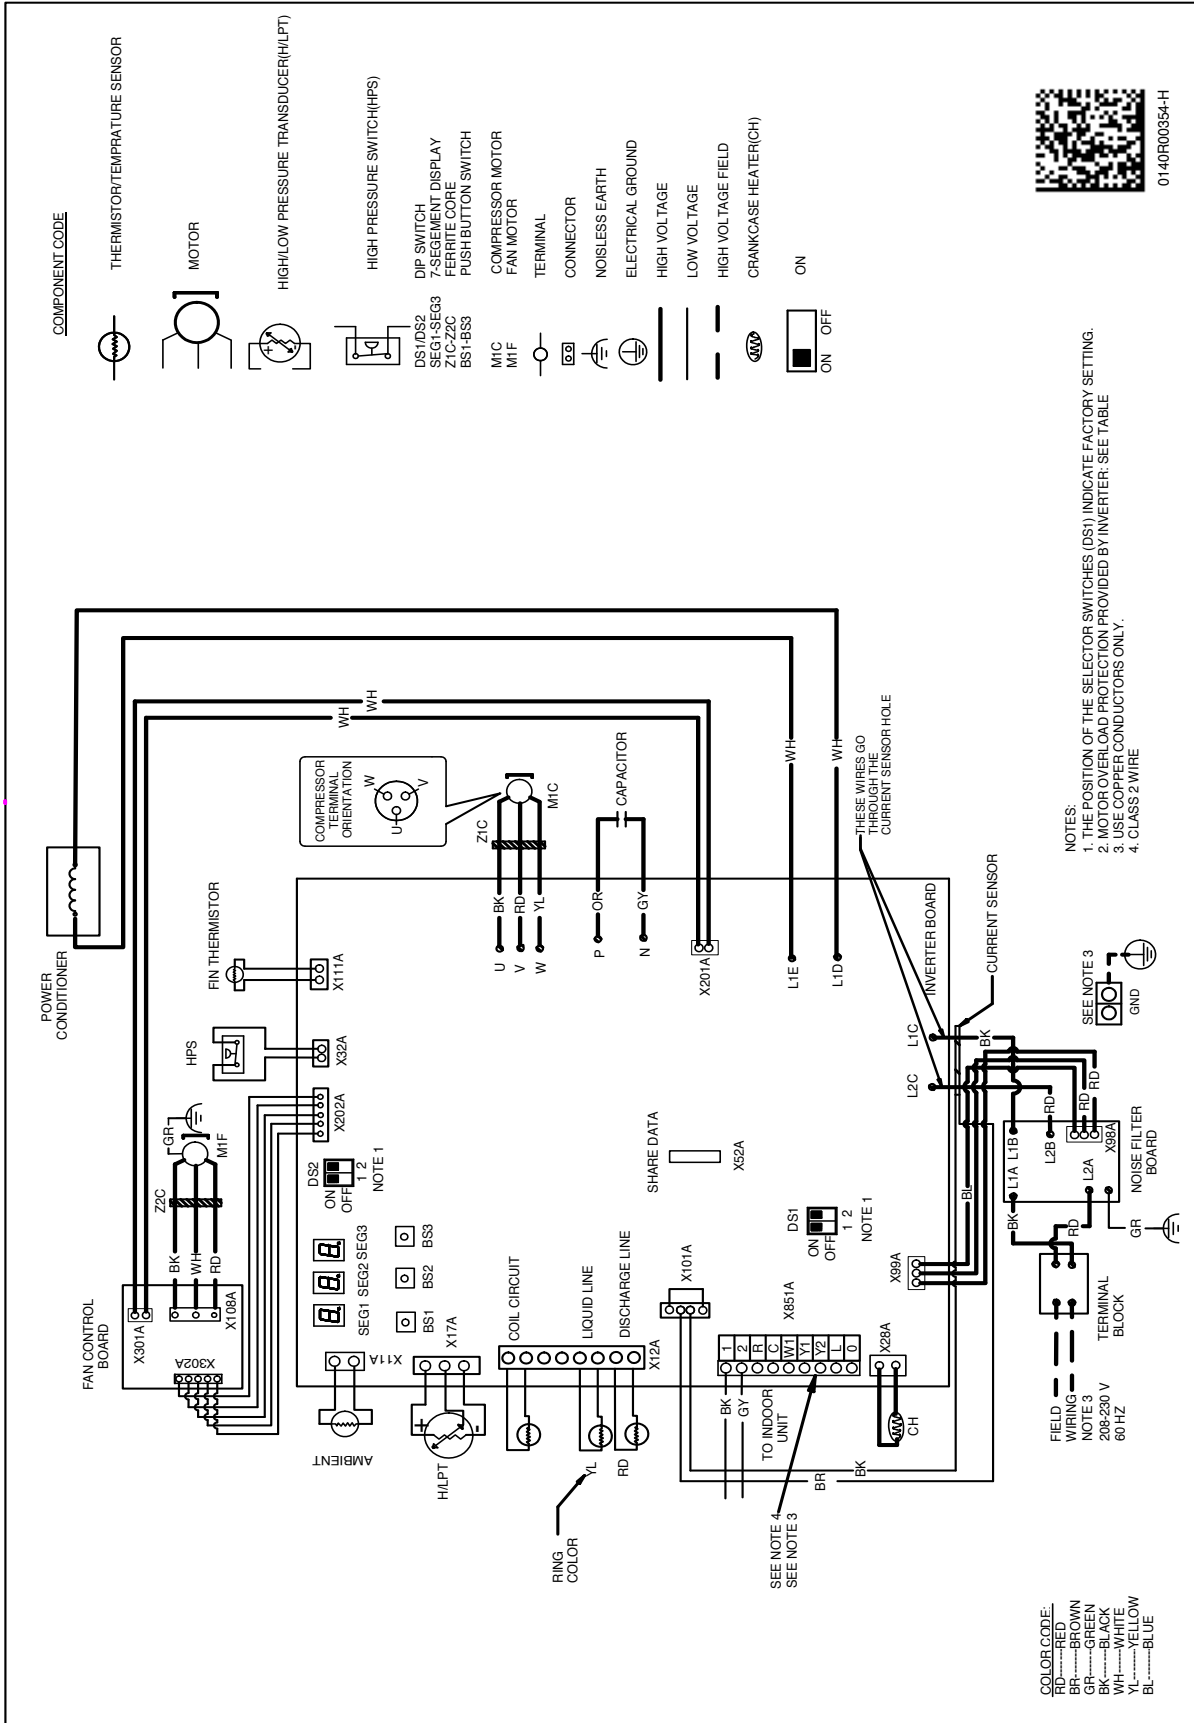 COMPONENT CODE
THERMISTOR/TEMPRATURE SENSOR
MOTOR
HIGH/LOW PRESSURE TRANSDUCER(H/LPT)
HIGH PRESSURE SWITCH(HPS)
DS1/DS2 DIP SWITCH
SEG1-SEG3 7-SEGEMENT DISPLAY
Z1C-Z2C FERRITE CORE
BS1-BS3 PUSH BUTTON SWITCH
M1C COMPRESSOR MOTOR
M1F FAN MOTOR
TERMINAL
CONNECTOR
NOISLESS EARTH
ELECTRICAL GROUND
HIGH VOLTAGE
LOW VOLTAGE
HIGH VOLTAGE FIELD
CRANKCASE HEATER(CH)
ON
ON OFF
0140R00354-H
POWER
CONDITIONER
FIN THERMISTOR
X111A
HPS
X32A
X202A
GR
M1F
Z2C
BK
WH
RD
FAN CONTROL
BOARD
X301A
X108A
X302A
COMPRESSOR
TERMINAL
ORIENTATION
U
V
W
WH
WH
Z1C
M1C
BK
RD
YL
U
V
W
CAPACITOR
OR
GY
P
N
X201A
WH
WH
L1E
L1D
THESE WIRES GO
THROUGH THE
CURRENT SENSOR HOLE
INVERTER BOARD
CURRENT SENSOR
DS2
ON
OFF
1 2
NOTE 1
SEG1 SEG2 SEG3
BS1
BS2
BS3
X11A
AMBIENT
X17A
H/LPT
+
-
COIL CIRCUIT
LIQUID LINE
DISCHARGE LINE
X12A
YL
RD
RING
COLOR
SHARE DATA
X52A
DS1
ON
OFF
1 2
NOTE 1
X101A
X851A
1
2
R
C
W1
Y1
Y2
L
0
BK
GY
TO INDOOR
UNIT
SEE NOTE 4
SEE NOTE 3
BR
BK
X99A
X28A
CH
L2C
L1C
BK
BL
RD
RD
RD
L1A L1B
L2B
L2A
X98A
NOISE FILTER
BOARD
BK
RD
GR
TERMINAL
BLOCK
FIELD
WIRING
NOTE 3
208-230 V
60 HZ
SEE NOTE 3
GND
NOTES:
1. THE POSITION OF THE SELECTOR SWITCHES (DS1) INDICATE FACTORY SETTING.
2. MOTOR OVERLOAD PROTECTION PROVIDED BY INVERTER: SEE TABLE
3. USE COPPER CONDUCTORS ONLY.
4. CLASS 2 WIRE
COLOR CODE:
RD-------RED
BR-------BROWN
GR-------GREEN
BK-------BLACK
WH------WHITE
YL-------YELLOW
BL-------BLUE